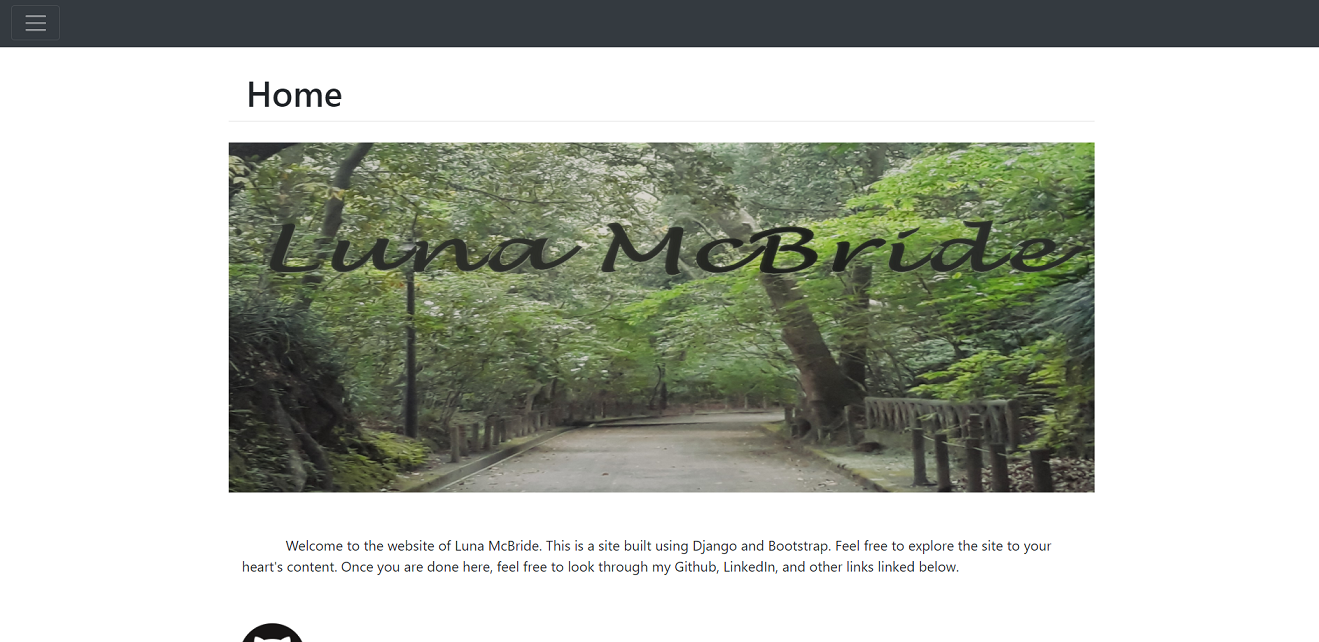 Home
Luna McBride
Welcome to the website of Luna McBride. This is a site built using Django and Bootstrap. Feel free to explore the site to your
heart's content. Once you are done here, feel free to look through my Github, LinkedIn, and other links linked below.